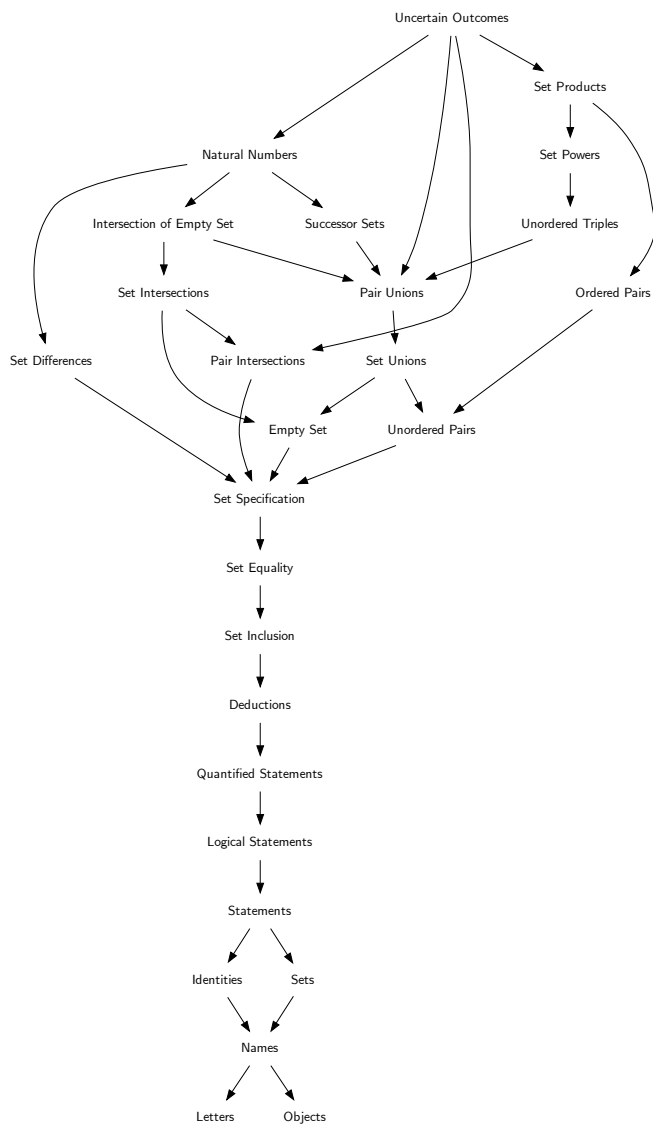 Uncertain Outcomes
Set Products
Natural Numbers
Set Powers
Intersection of Empty Set
Successor Sets
Unordered Triples
Set Intersections
Pair Unions
Ordered Pairs
Set Differences
Pair Intersections
Set Unions
Empty Set
Unordered Pairs
Set Specification
Set Equality
Set Inclusion
Deductions
Quantified Statements
Logical Statements
Statements
Identities
Sets
Names
Letters
Objects